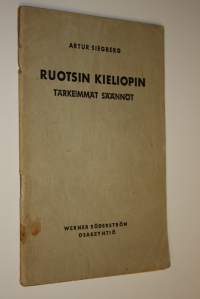 ARTUR SIEGBERG
RUOTSIN KIELIOPIN
TÄRKEIMMÄT SÄÄNNÖT
WERNER SÖDERSTRÖM
OSAKEYHTIÖ